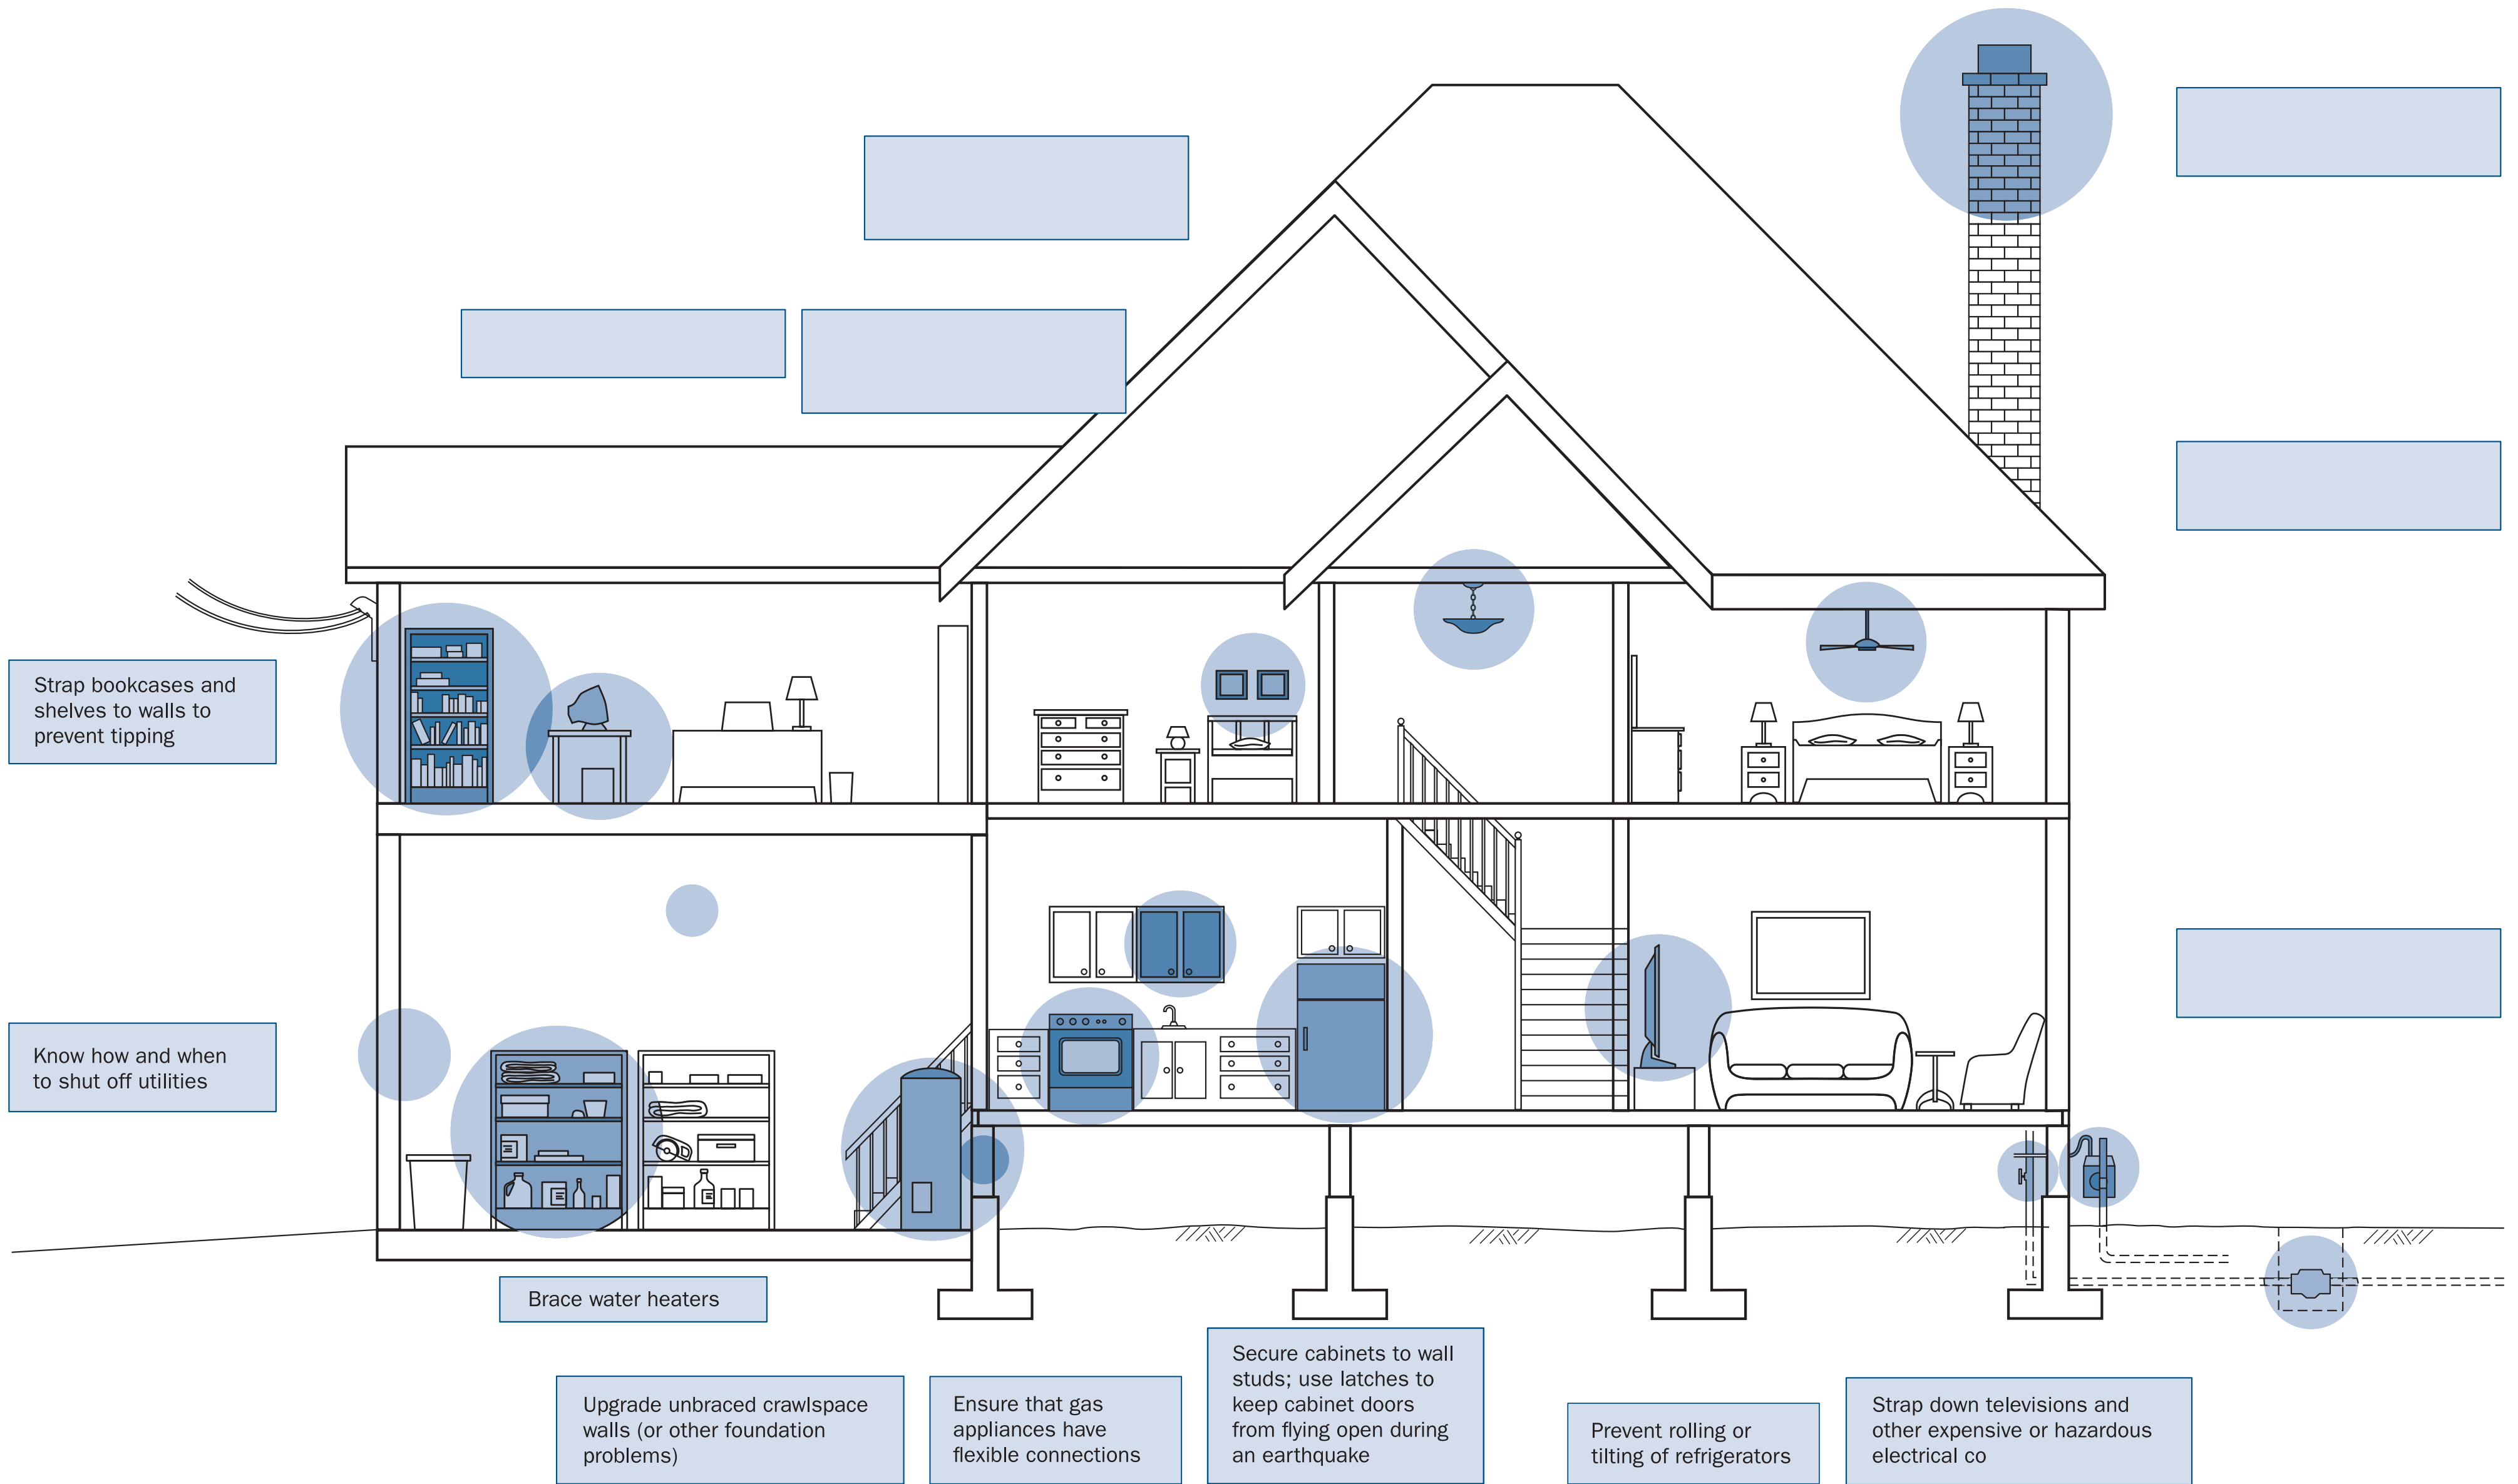 Strap bookcases and
shelves to walls to
prevent tipping
Know how and when
to shut off utilities
Brace water heaters
Upgrade unbraced crawlspace
walls (or other foundation
problems)
Ensure that gas
appliances have
flexible connections
Secure cabinets to wall
studs; use latches to
keep cabinet doors
from flying open during
an earthquake
Prevent rolling or
tilting of refrigerators
Strap down televisions and
other expensive or hazardous
electrical co